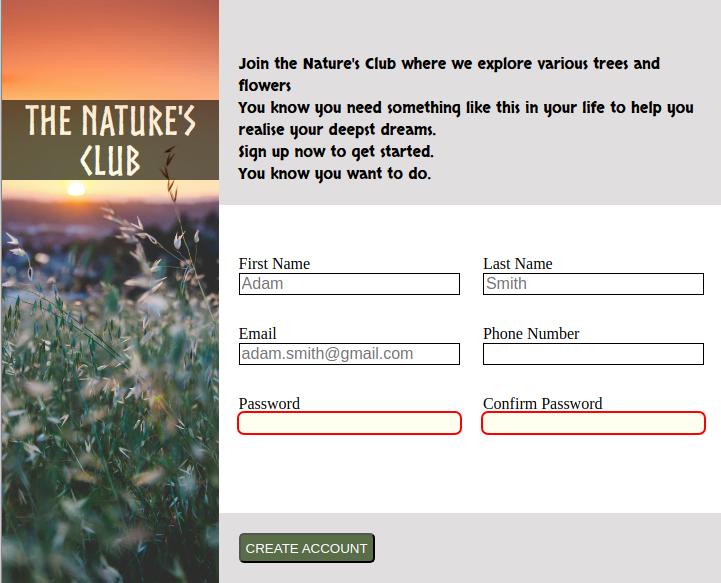 THE NATURE'S
CLUB
Join the Nature's Club where we explore various trees and
flowers
You know you need something like this in your life to help you
realise your deepst dreams.
Sign up now to get started.
You know you want to do.
First Name
Last Name
Adam
Smith
Email
Phone Number
adam.smith@gmail.com
Password
Confirm Password
CREATE ACCOUNT